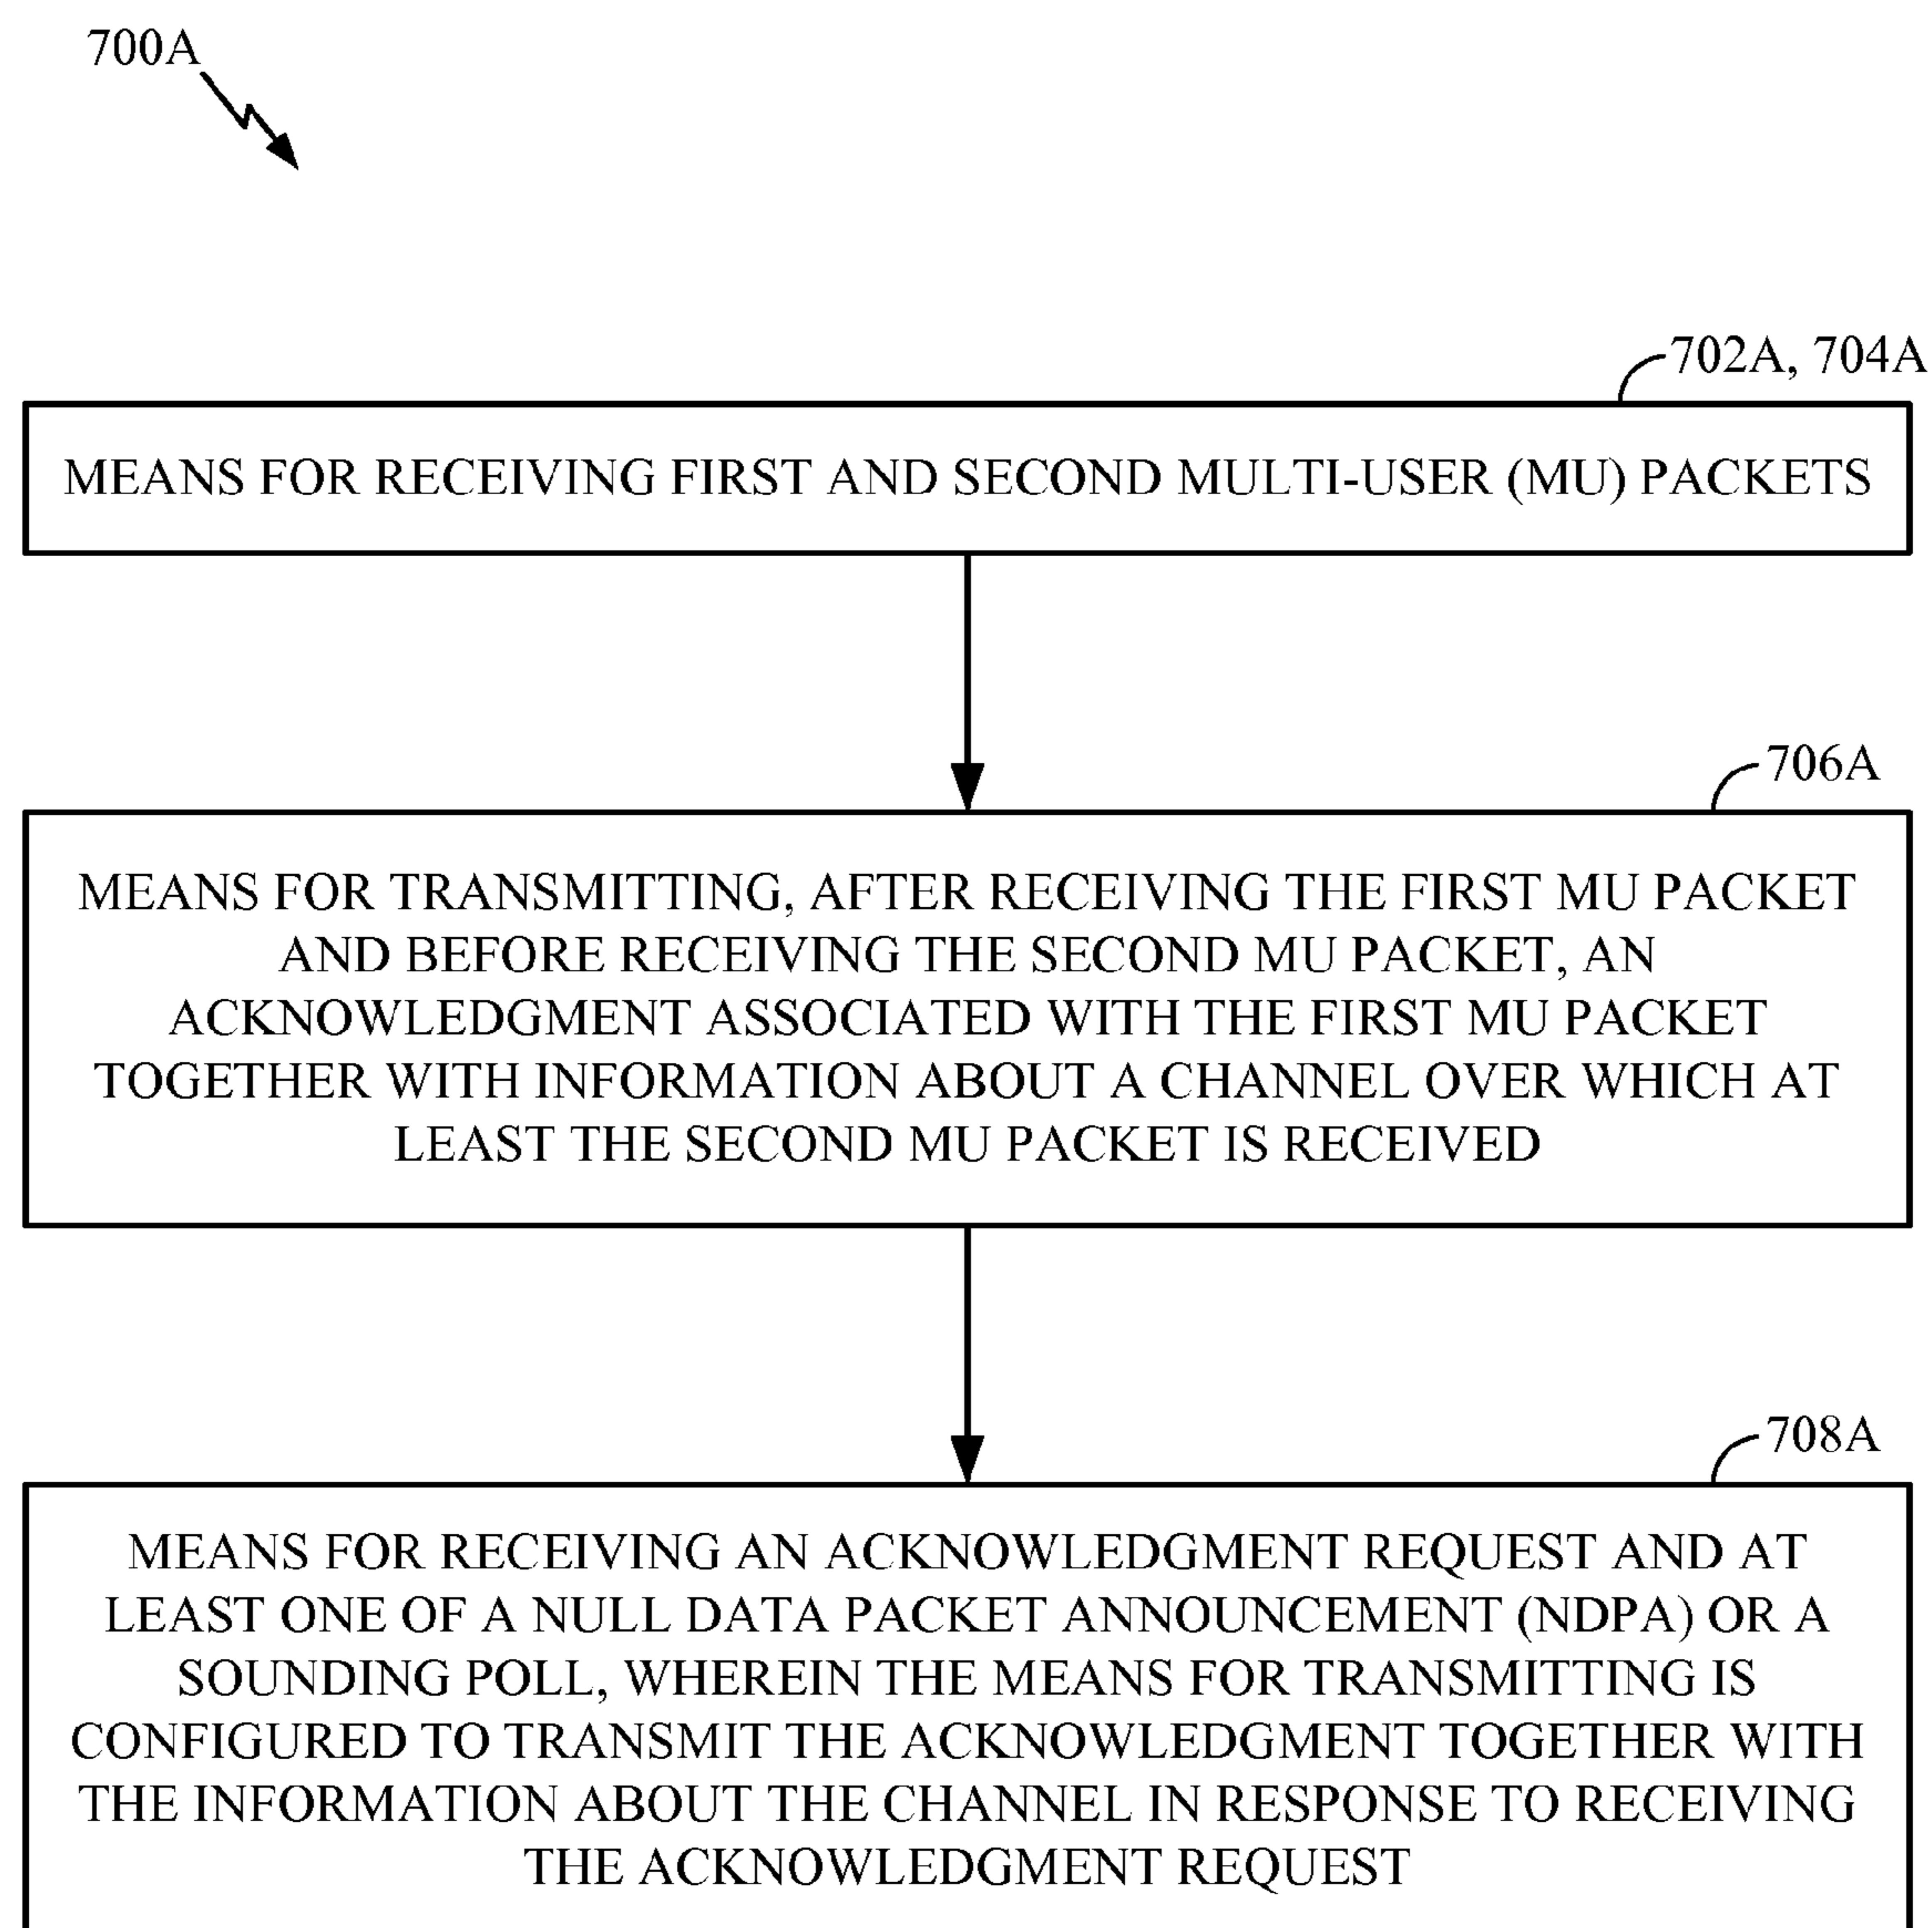 700A
702A, 704A
MEANS FOR RECEIVING FIRST AND SECOND MULTI-USER (MU) PACKETS
706A
MEANS FOR TRANSMITTING, AFTER RECEIVING THE FIRST MU PACKET
AND BEFORE RECEIVING THE SECOND MU PACKET, AN
ACKNOWLEDGMENT ASSOCIATED WITH THE FIRST MU PACKET
TOGETHER WITH INFORMATION ABOUT A CHANNEL OVER WHICH AT
LEAST THE SECOND MU PACKET IS RECEIVED
708A
MEANS FOR RECEIVING AN ACKNOWLEDGMENT REQUEST AND AT
LEAST ONE OF A NULL DATA PACKET ANNOUNCEMENT (NDPA) OR A
SOUNDING POLL, WHEREIN THE MEANS FOR TRANSMITTING IS
CONFIGURED TO TRANSMIT THE ACKNOWLEDGMENT TOGETHER WITH
THE INFORMATION ABOUT THE CHANNEL IN RESPONSE TO RECEIVING
THE ACKNOWLEDGMENT REQUEST